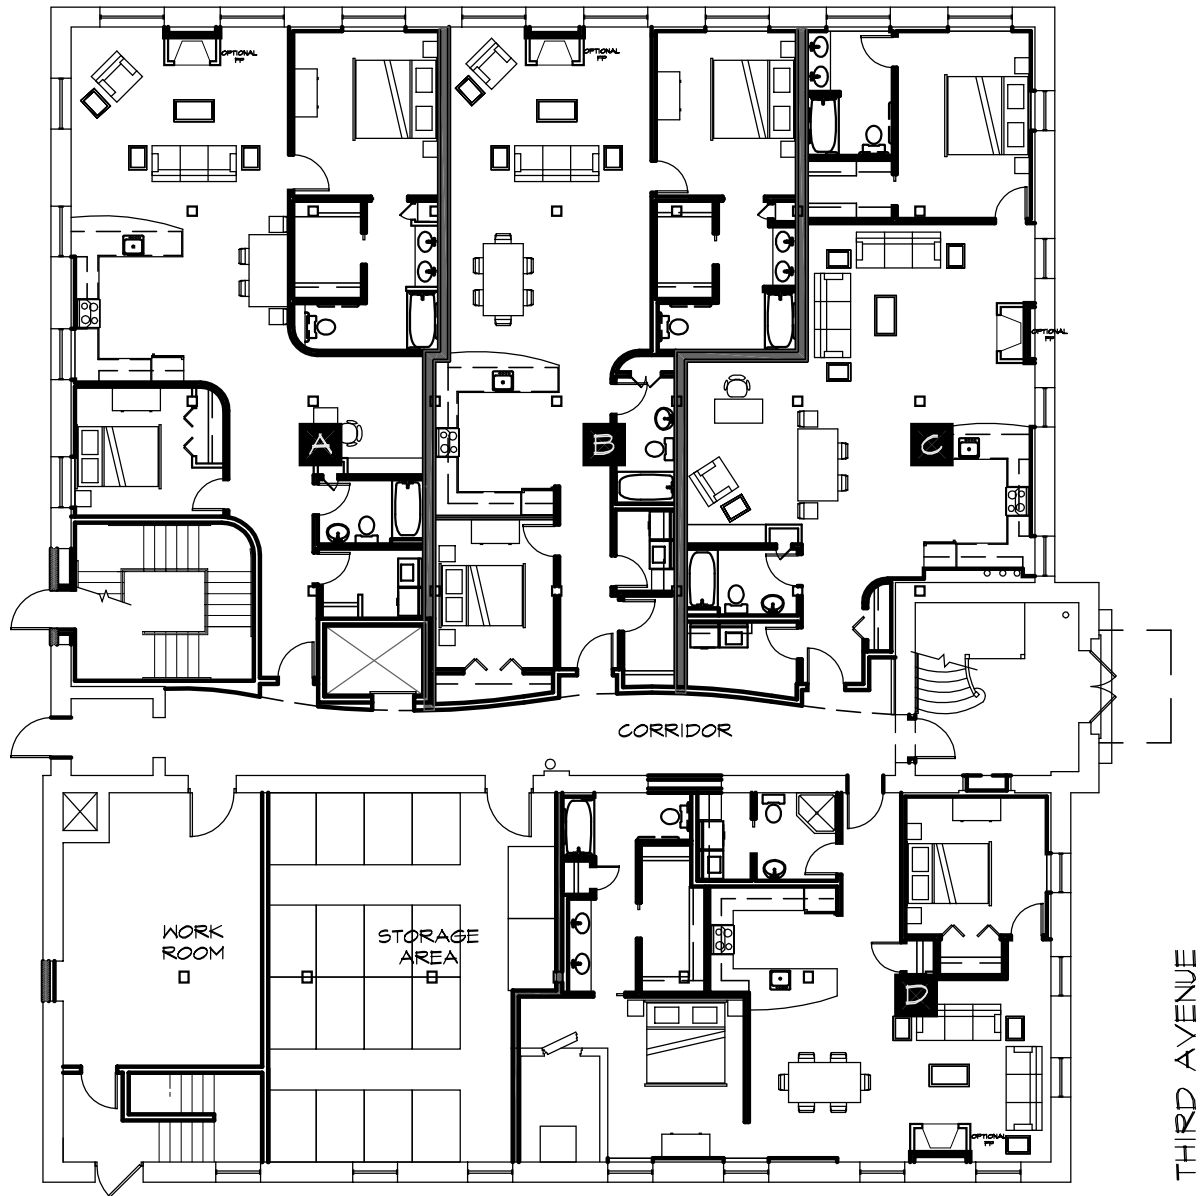 OPTIONAL
FP
OPTIONAL
FP
OPTIONAL
FP
A
B
C
CORRIDOR
WORK
ROOM
STORAGE
AREA
D
OPTIONAL
FP
THIRD AVENUE